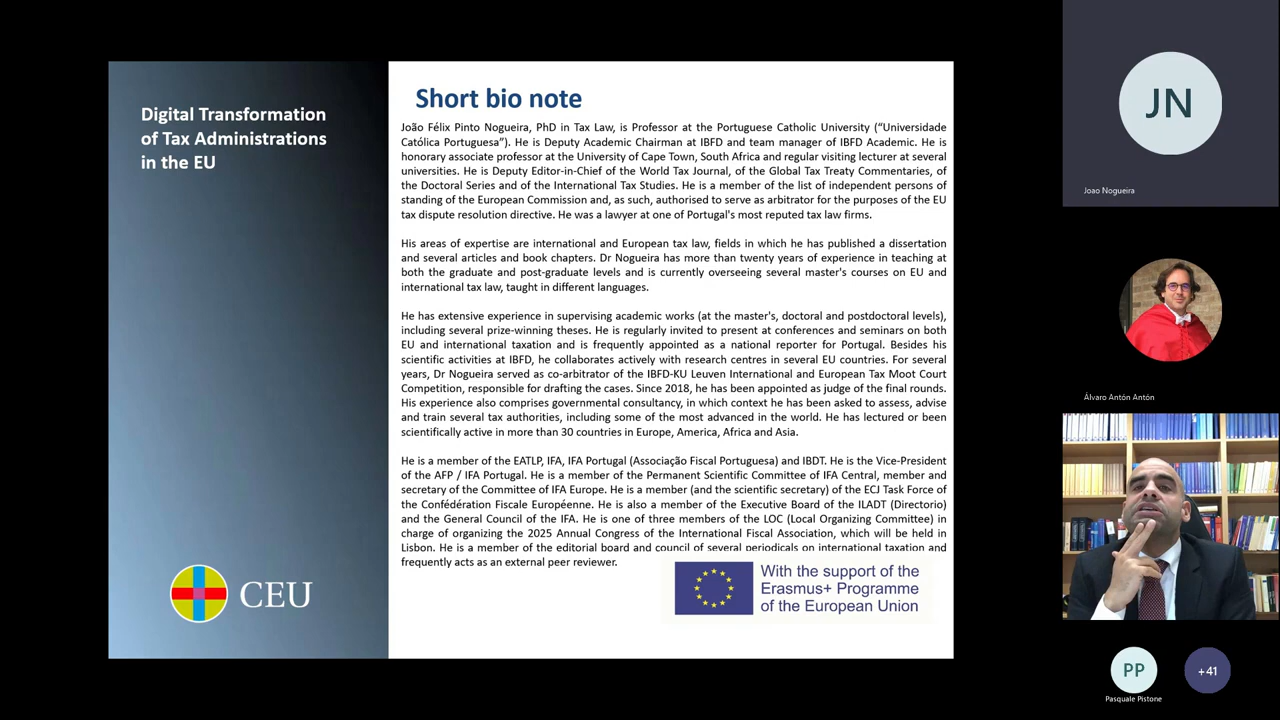 Digital Transformation
of Tax Administrations
in the EU
CEU
Short bio note
João Félix Pinto Nogueira, PhD in Tax Law, is Professor at the Portuguese Catholic University (“Universidade
Católica Portuguesa”). He is Deputy Academic Chairman at IBFD and team manager of IBFD Academic. He is
honorary associate professor at the University of Cape Town, South Africa and regular visiting lecturer at several
universities. He is Deputy Editor-in-Chief of the World Tax Journal, of the Global Tax Treaty Commentaries, of
the Doctoral Series and of the International Tax Studies. He is a member of the list of independent persons of
standing of the European Commission and, as such, authorised to serve as arbitrator for the purposes of the EU
tax dispute resolution directive. He was a lawyer at one of Portugal's most reputed tax law firms.
His areas of expertise are international and European tax law, fields in which he has published a dissertation
and several articles and book chapters. Dr Nogueira has more than twenty years of experience in teaching at
both the graduate and post-graduate levels and is currently overseeing several master's courses on EU and
international tax law, taught in different languages.
He has extensive experience in supervising academic works (at the master's, doctoral and postdoctoral levels),
including several prize-winning theses. He is regularly invited to present at conferences and seminars on both
EU and international taxation and is frequently appointed as a national reporter for Portugal. Besides his
scientific activities at IBFD, he collaborates actively with research centres in several EU countries. For several
years, Dr Nogueira served as co-arbitrator of the IBFD-KU Leuven International and European Tax Moot Court
Competition, responsible for drafting the cases. Since 2018, he has been appointed as judge of the final rounds.
His experience also comprises governmental consultancy, in which context he has been asked to assess, advise
and train several tax authorities, including some of the most advanced in the world. He has lectured or been
scientifically active in more than 30 countries in Europe, America, Africa and Asia.
He is a member of the EATLP, IFA, IFA Portugal (Associação Fiscal Portuguesa) and IBDT. He is the Vice-President
of the AFP / IFA Portugal. He is a member of the Permanent Scientific Committee of IFA Central, member and
secretary of the Committee of IFA Europe. He is a member (and the scientific secretary) of the ECJ Task Force of
the Confédération Fiscale Européenne. He is also a member of the Executive Board of the ILADT (Directorio)
and the General Council of the IFA. He is one of three members of the LOC (Local Organizing Committee) in
charge of organizing the 2025 Annual Congress of the International Fiscal Association, which will be held in
Lisbon. He is a member of the editorial board and council of several periodicals on international taxation and
frequently acts as an external peer reviewer.
With the support of the
Erasmus+ Programme
of the European Union
JN
Joao Nogueira
Álvaro Antón Antón
PP
Pasquale Pistone
+41